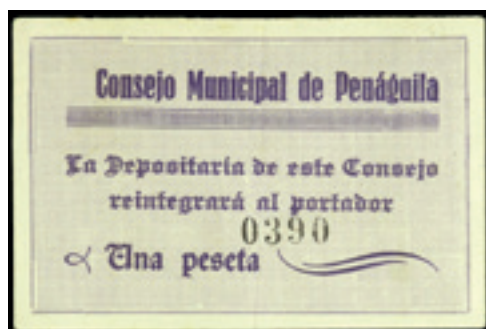 Consejo Municipal de Penáguila
La Depositaría de este Consejo
reintegrará al portador
0390
Una peseta